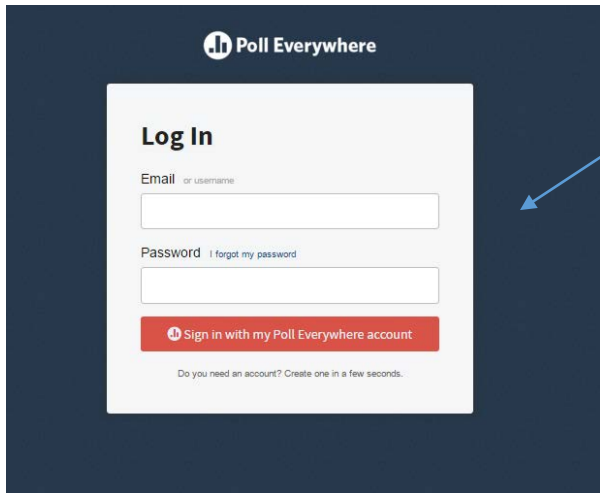 Poll Everywhere
Log In
Email or username
Password I forgot my password
Sign in with my Poll Everywhere account
Do you need an account? Create one in a few seconds.